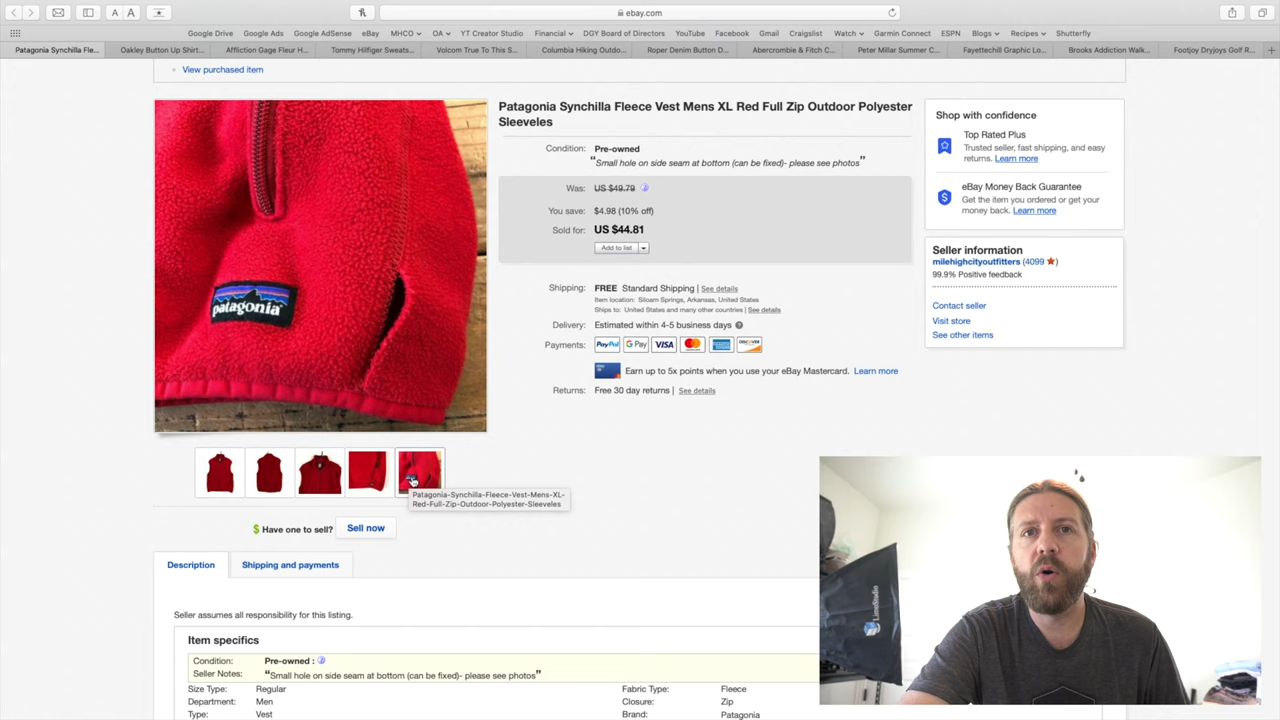 ebay.com
A A
Google Drive Google Ads Google AdSense eBay MHCO OA YT Creator Studio Financial DGY Board of Directors YouTube Facebook Gmail Craigslist Watch Garmin Connect ESPN Blogs Recipes Shutterfly
Patagonia Synchilla Fle... Oakley Button Up Shirt... Affliction Gage Fleur H... Tommy Hilfiger Sweats... Volcom True To This S... Columbia Hiking Outdo... Roper Denim Button D... Abercrombie & Fitch C... Peter Millar Summer C... Fayettechill Graphic Lo... Brooks Addiction Walk... Footjoy Dryjoys Golf R...
View purchased item
Patagonia Synchilla Fleece Vest Mens XL Red Full Zip Outdoor Polyester
Sleeveles
Condition: Pre-owned
"Small hole on side seam at bottom (can be fixed)- please see photos"
Was: US $49.79
You save: $4.98 (10% off)
Sold for: US $44.81
Add to list
Shipping: FREE Standard Shipping | See details
Item location: Siloam Springs, Arkansas, United States
Ships to: United States and many other countries | See details
Delivery: Estimated within 4-5 business days
Payments: PayPal G Pay VISA DISCOVER
Earn up to 5x points when you use your eBay Mastercard. Learn more
Returns: Free 30 day returns | See details
Shop with confidence
Top Rated Plus
Trusted seller, fast shipping, and easy
returns. Learn more
eBay Money Back Guarantee
Get the item you ordered or get your
money back. Learn more
Seller information
milehighcityoutfitters (4099)
99.9% Positive feedback
Contact seller
Visit store
See other items
patagonia
Patagonia-Synchilla-Fleece-Vest-Mens-XL-
Red-Full-Zip-Outdoor-Polyester-Sleeveles
$ Have one to sell? Sell now
Description Shipping and payments
Seller assumes all responsibility for this listing.
Item specifics
Condition: Pre-owned :
Seller Notes: "Small hole on side seam at bottom (can be fixed)- please see photos"
Size Type: Regular Fabric Type: Fleece
Department: Men Closure: Zip
Type: Vest Brand: Patagonia
LimoStudio